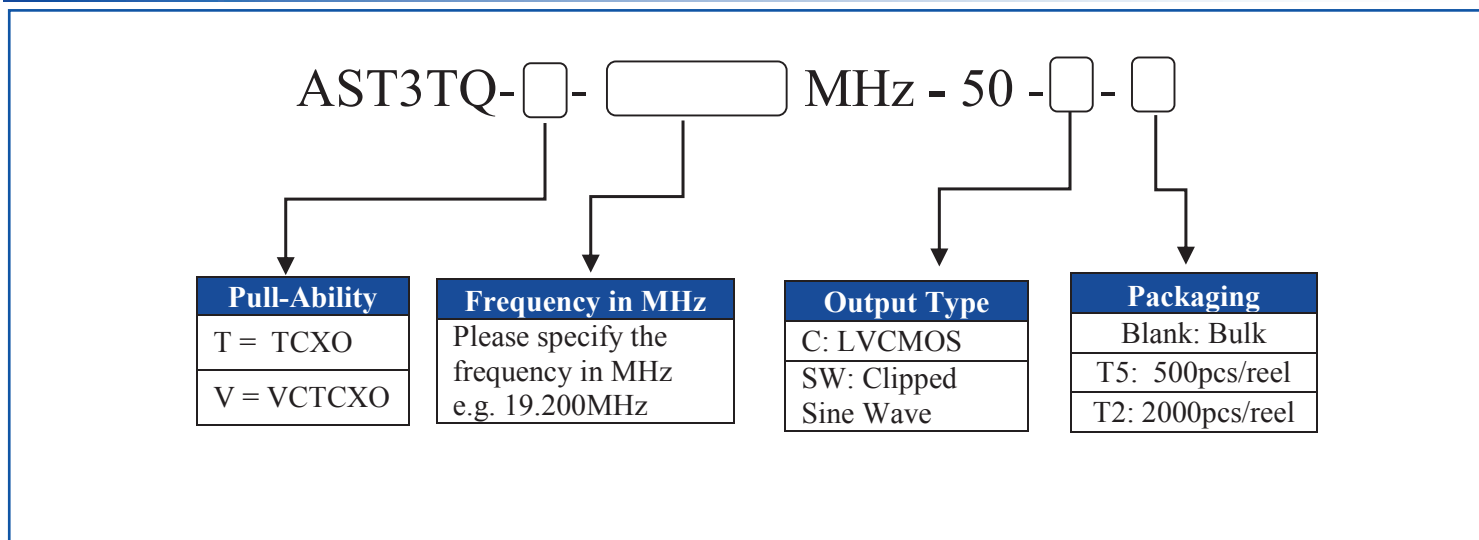 AST3TQ- - MHz - 50 - -
Pull-Ability
T = TCXO
V = VCTCXO
Frequency in MHz
Please specify the
frequency in MHz
e.g. 19.200MHz
Output Type
C: LVCMOS
SW: Clipped
Sine Wave
Packaging
Blank: Bulk
T5: 500pcs/reel
T2: 2000pcs/reel